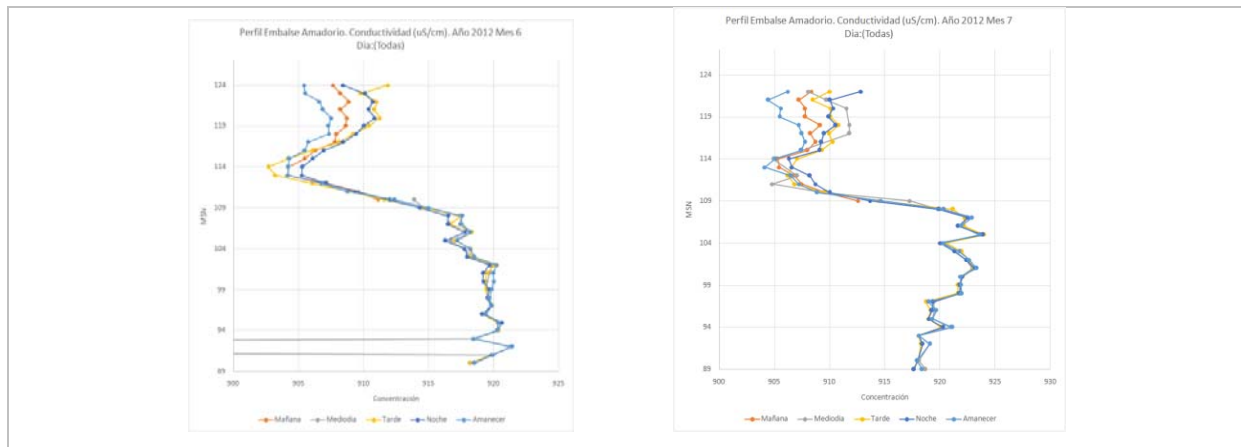 Perfil Embalse Amadorio. Conductividad (uS/cm). Año 2012 Mes 6
Dia:(Todas)
124
119
114
109
104
99
94
89
MSN
900
905
910
915
920
925
Concentración
Mañana
Mediodia
Tarde
Noche
Amanecer
Perfil Embalse Amadorio. Conductividad (uS/cm). Año 2012 Mes 7
Dia:(Todas)
124
119
114
109
104
99
94
89
MSN
900
905
910
915
920
925
930
Concentración
Mañana
Mediodia
Tarde
Noche
Amanecer